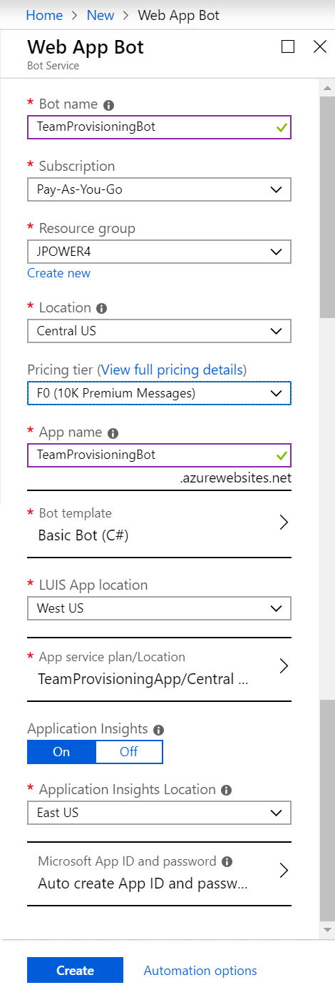 Home > New > Web App Bot
Web App Bot
Bot Service
* Bot name
TeamProvisioningBot
* Subscription
Pay-As-You-Go
* Resource group
JPOWER4
Create new
* Location
Central US
Pricing tier (View full pricing details)
F0 (10K Premium Messages)
* App name
TeamProvisioningBot
.azurewebsites.net
* Bot template
Basic Bot (C#)
* LUIS App location
West US
* App service plan/Location
TeamProvisioningApp/Central ...
Application Insights
On Off
* Application Insights Location
East US
Microsoft App ID and password
Auto create App ID and passw...
Create Automation options